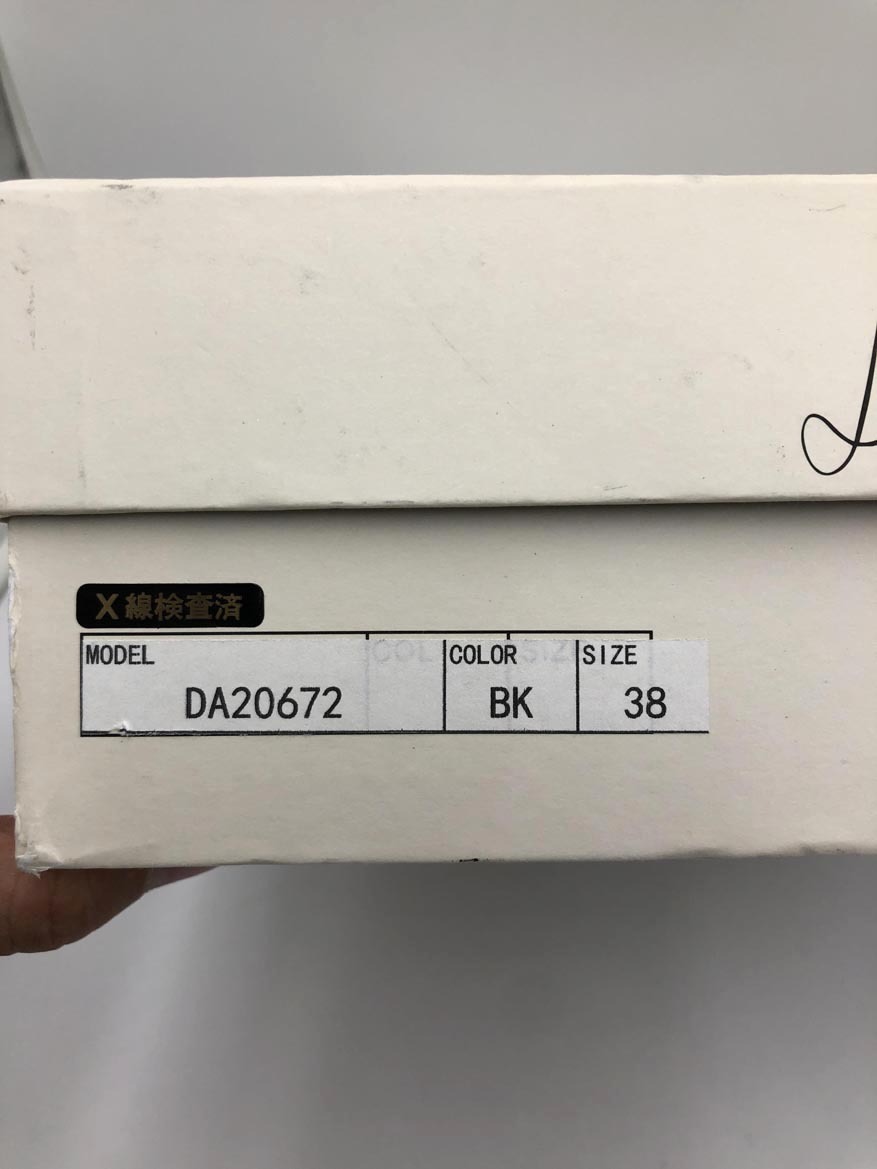 X線検査済
MODEL COLOR SIZE
DA20672 BK 38